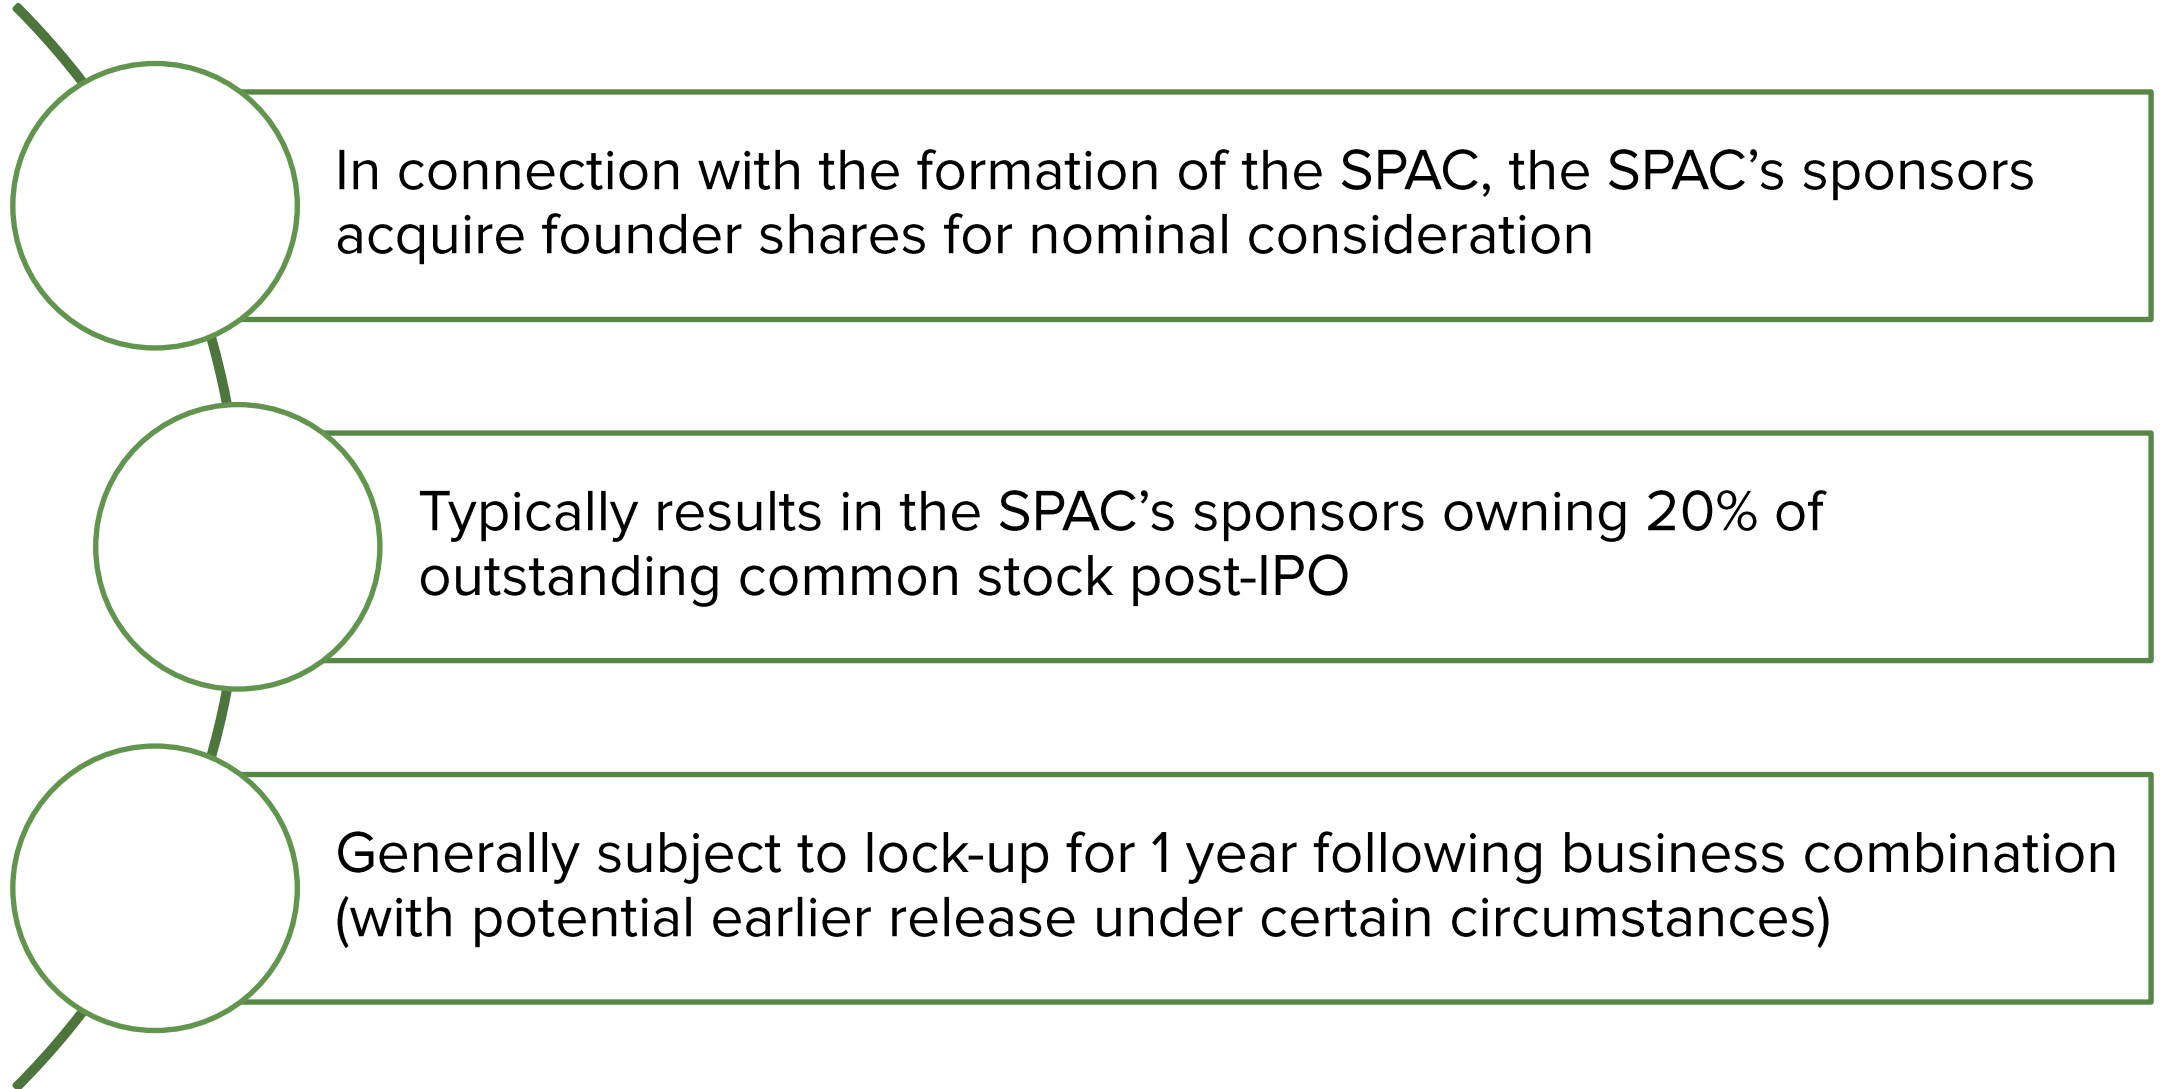 In connection with the formation of the SPAC, the SPAC’s sponsors
acquire founder shares for nominal consideration
Typically results in the SPAC’s sponsors owning 20% of
outstanding common stock post-IPO
Generally subject to lock-up for 1 year following business combination
(with potential earlier release under certain circumstances)